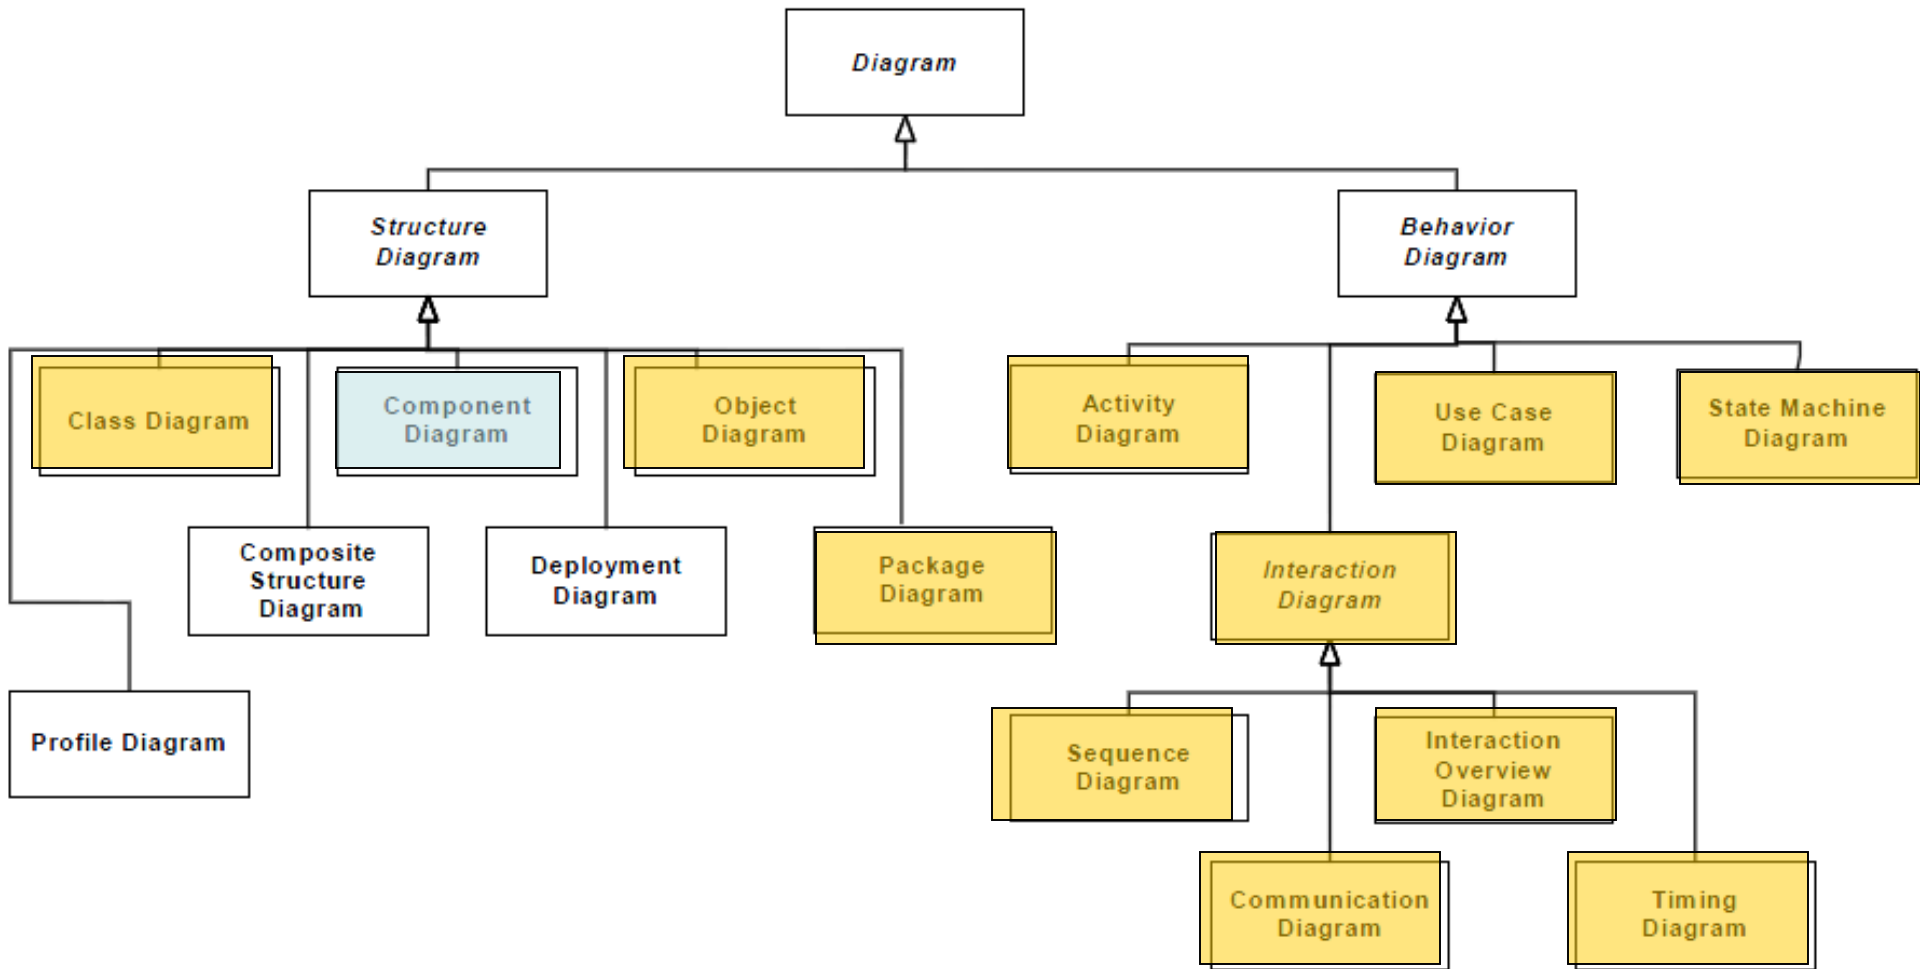 Diagram
Structure
Diagram
Behavior
Diagram
Class Diagram
Component
Diagram
Object
Diagram
Activity
Diagram
Use Case
Diagram
State Machine
Diagram
Composite
Structure
Diagram
Deployment
Diagram
Package
Diagram
Interaction
Diagram
Profile Diagram
Sequence
Diagram
Interaction
Overview
Diagram
Communication
Diagram
Timing
Diagram